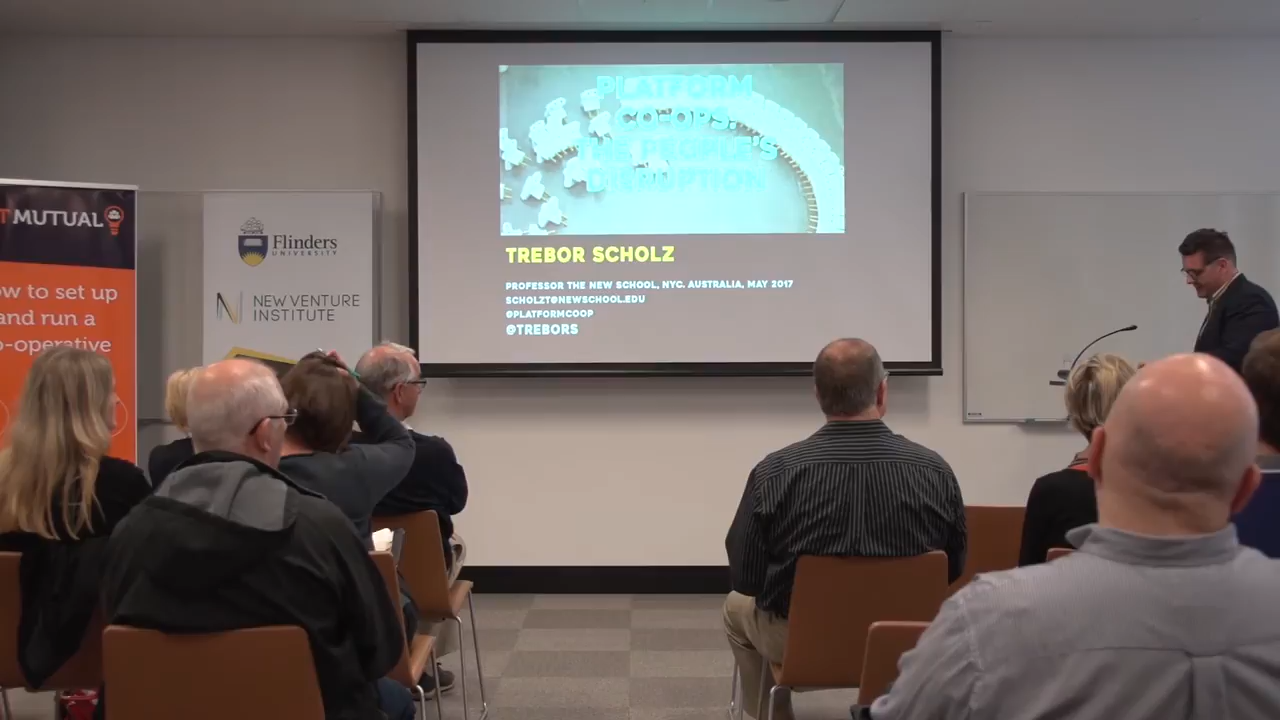 PLATFORM
CO-OPS:
THE PEOPLE'S
DISRUPTION
TREBOR SCHOLZ
PROFESSOR THE NEW SCHOOL, NYC. AUSTRALIA, MAY 2017
SCHOLZT@NEWSCHOOL.EDU
@PLATFORMCOOP
@TREBORS
T MUTUAL
ow to set up
and run a
o-operative
Flinders
UNIVERSITY
NEW VENTURE
INSTITUTE